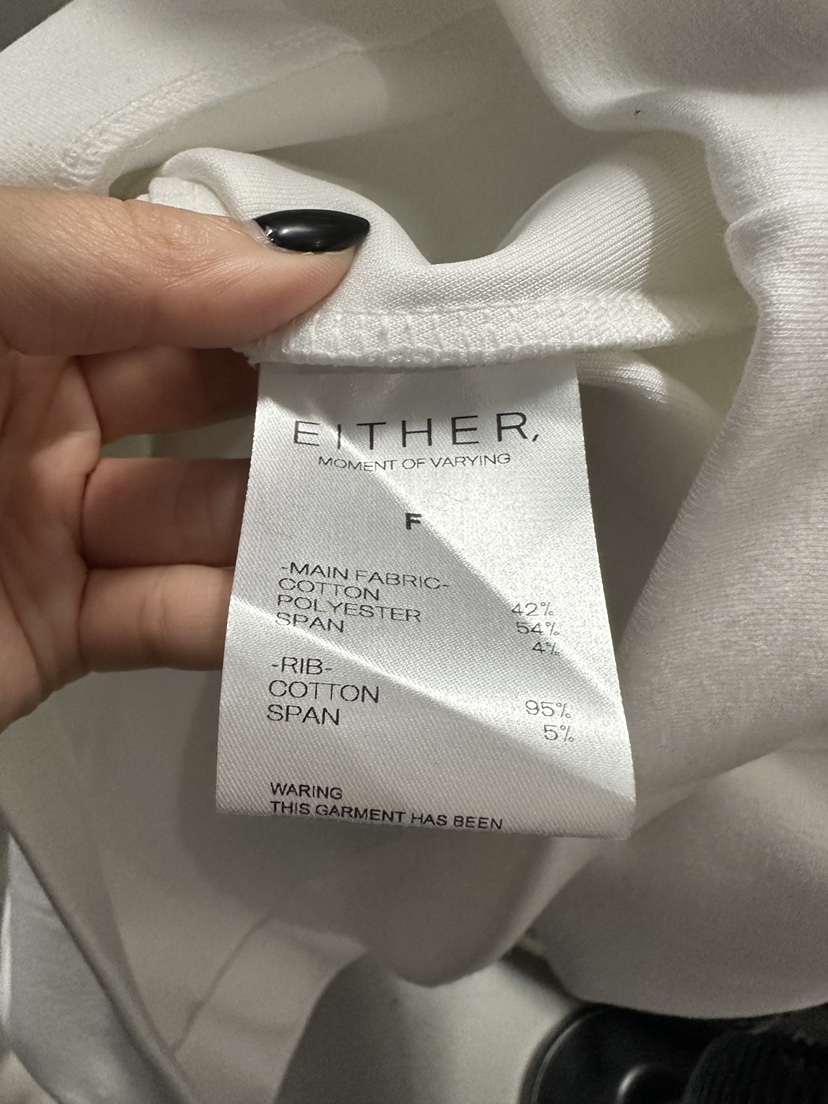 EITHER,
MOMENT OF VARYING
F
-MAIN FABRIC-
COTTON 42%
POLYESTER 54%
SPAN 4%
-RIB-
COTTON 95%
SPAN 5%
WARING
THIS GARMENT HAS BEEN